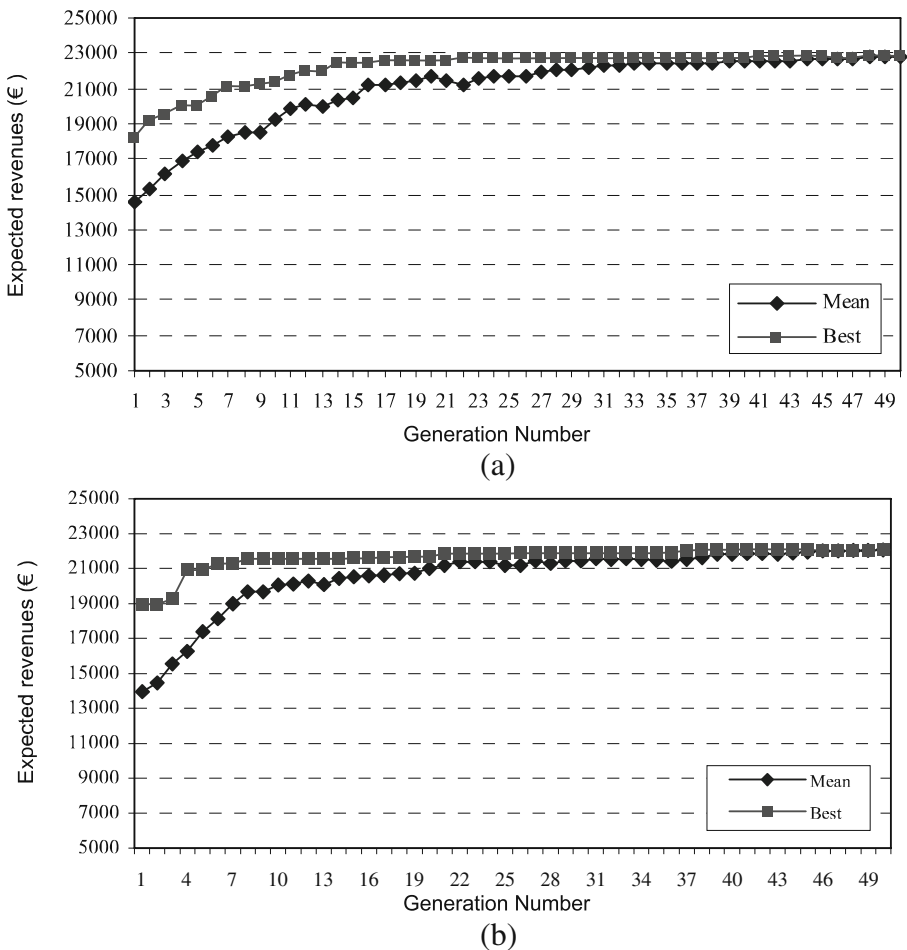 25000
23000
21000
19000
17000
15000
13000
11000
9000
7000
5000
Expected revenues (€ )
1 3 5 7 9 11 13 15 17 19 21 23 25 27 29 31 33 35 37 39 41 43 45 47 49
Generation Number
Mean
Best
(a)
25000
23000
21000
19000
17000
15000
13000
11000
9000
7000
5000
Expected revenues (€ )
1 4 7 10 13 16 19 22 25 28 31 34 37 40 43 46 49
Generation Number
Mean
Best
(b)